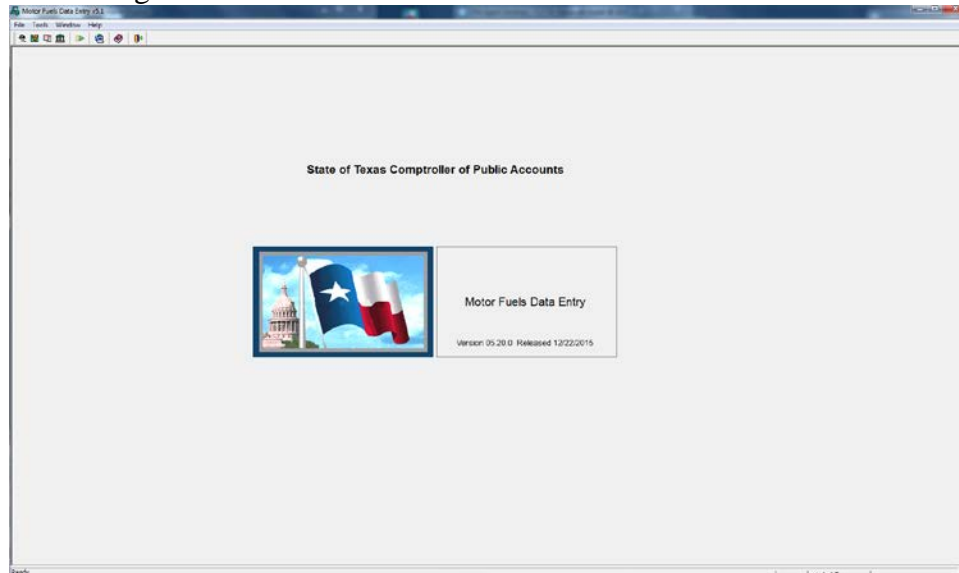 Motor Fuels Data Entry v5.1
File Tools Window Help
State of Texas Comptroller of Public Accounts
Motor Fuels Data Entry
Version 05.20.0 Released 12/22/2015
Ready